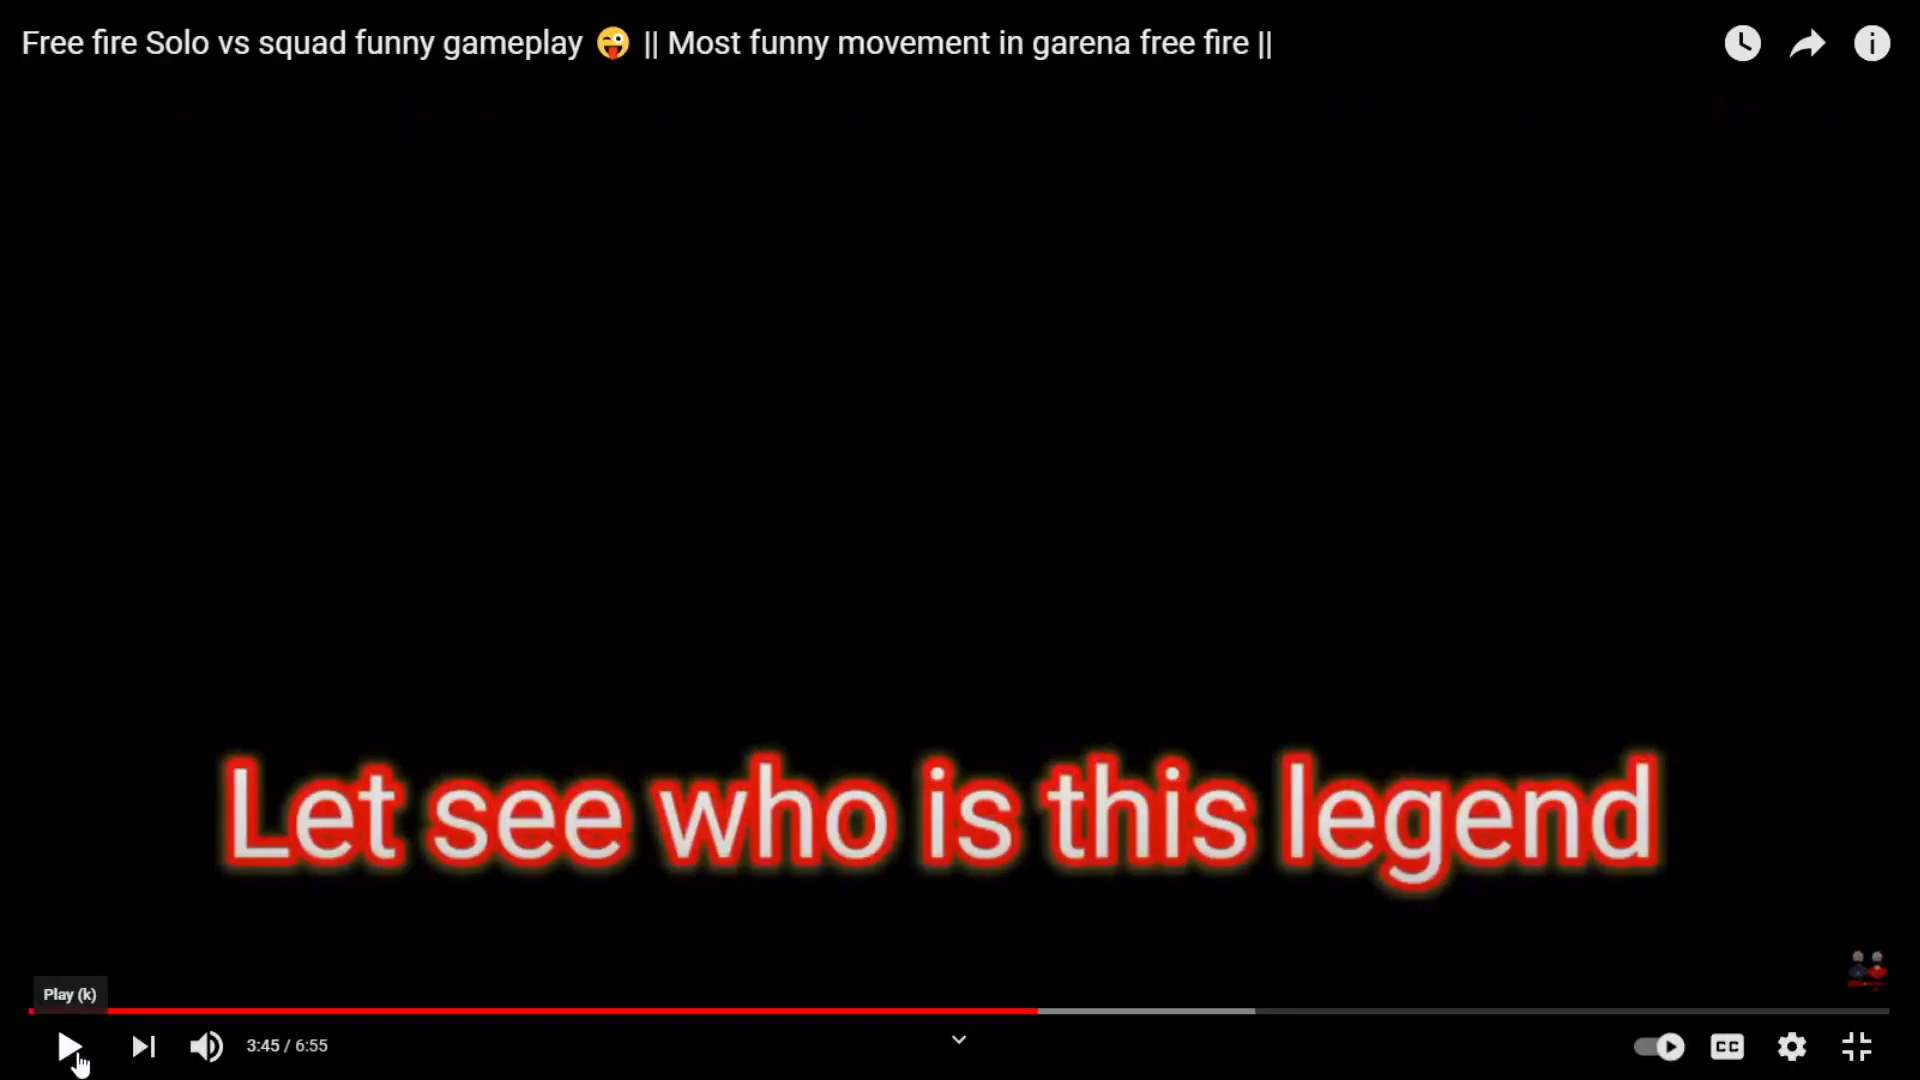 Free fire Solo vs squad funny gameplay 😜 || Most funny movement in garena free fire ||
Let see who is this legend
Play (k)
3:45 / 6:55
CC